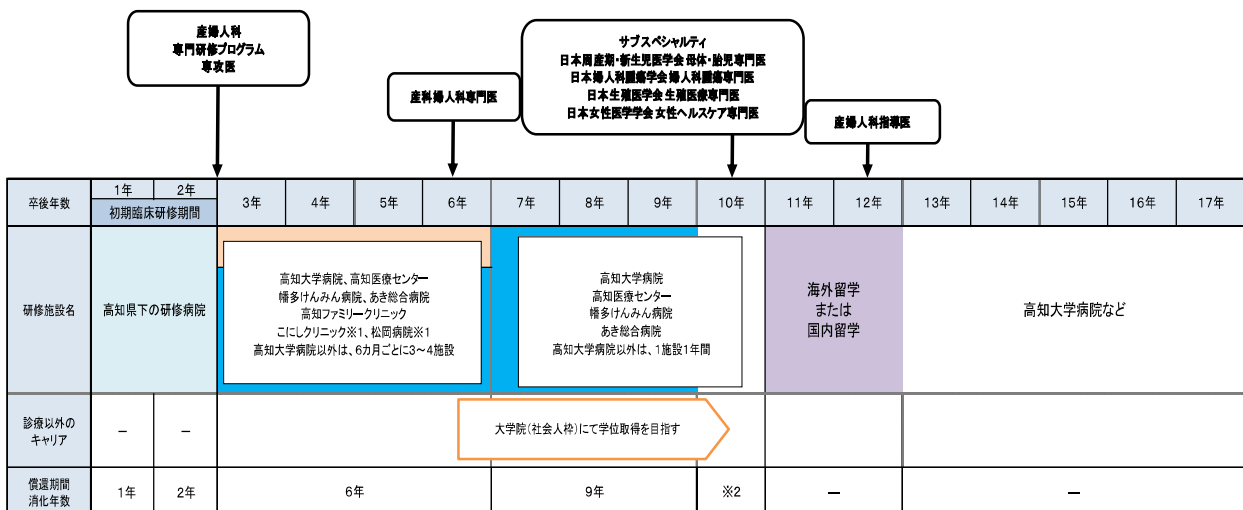 産婦人科
専門研修プログラム
専攻医
産科婦人科専門医
サブスペシャルティ
日本周産期・新生児医学会 母体・胎児専門医
日本婦人科腫瘍学会 婦人科腫瘍専門医
日本生殖医学会 生殖医療専門医
日本女性医学学会 女性ヘルスケア専門医
産婦人科指導医
卒後年数
1年
2年
初期臨床研修期間
3年
4年
5年
6年
7年
8年
9年
10年
11年
12年
13年
14年
15年
16年
17年
研修施設名
高知県下の研修病院
高知大学病院、高知医療センター
幡多けんみん病院、あき総合病院
高知ファミリークリニック
こにしクリニック※1、松岡病院※1
高知大学病院以外は、6カ月ごとに3~4施設
高知大学病院
高知医療センター
幡多けんみん病院
あき総合病院
高知大学病院以外は、1施設1年間
海外留学
または
国内留学
高知大学病院など
診療以外の
キャリア
－
－
大学院(社会人枠)にて学位取得を目指す
償還期間
消化年数
1年
2年
6年
9年
※2
－
－